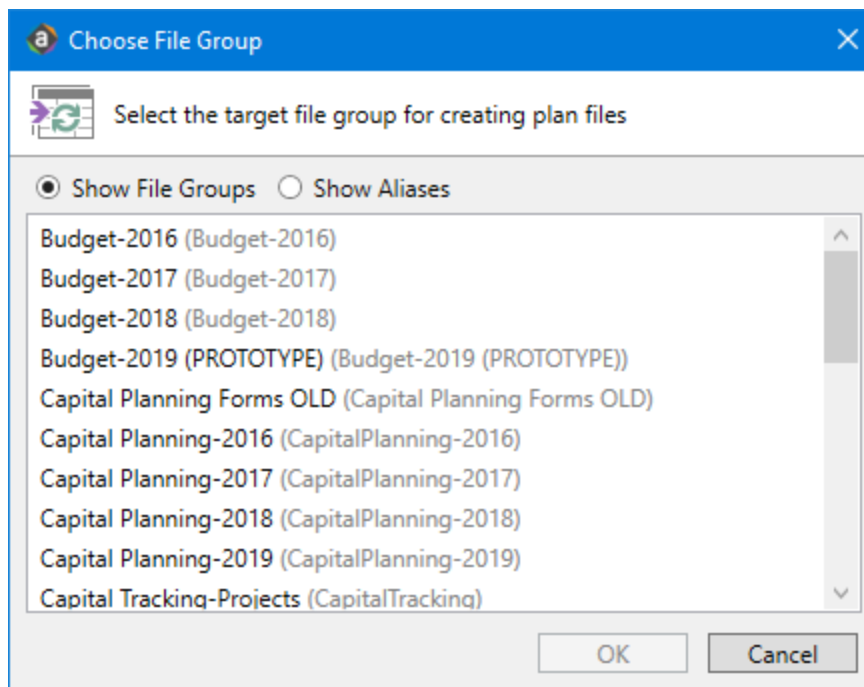 a Choose File Group
Select the target file group for creating plan files
Show File Groups Show Aliases
Budget-2016 (Budget-2016)
Budget-2017 (Budget-2017)
Budget-2018 (Budget-2018)
Budget-2019 (PROTOTYPE) (Budget-2019 (PROTOTYPE))
Capital Planning Forms OLD (Capital Planning Forms OLD)
Capital Planning-2016 (CapitalPlanning-2016)
Capital Planning-2017 (CapitalPlanning-2017)
Capital Planning-2018 (CapitalPlanning-2018)
Capital Planning-2019 (CapitalPlanning-2019)
Capital Tracking-Projects (CapitalTracking)
OK Cancel